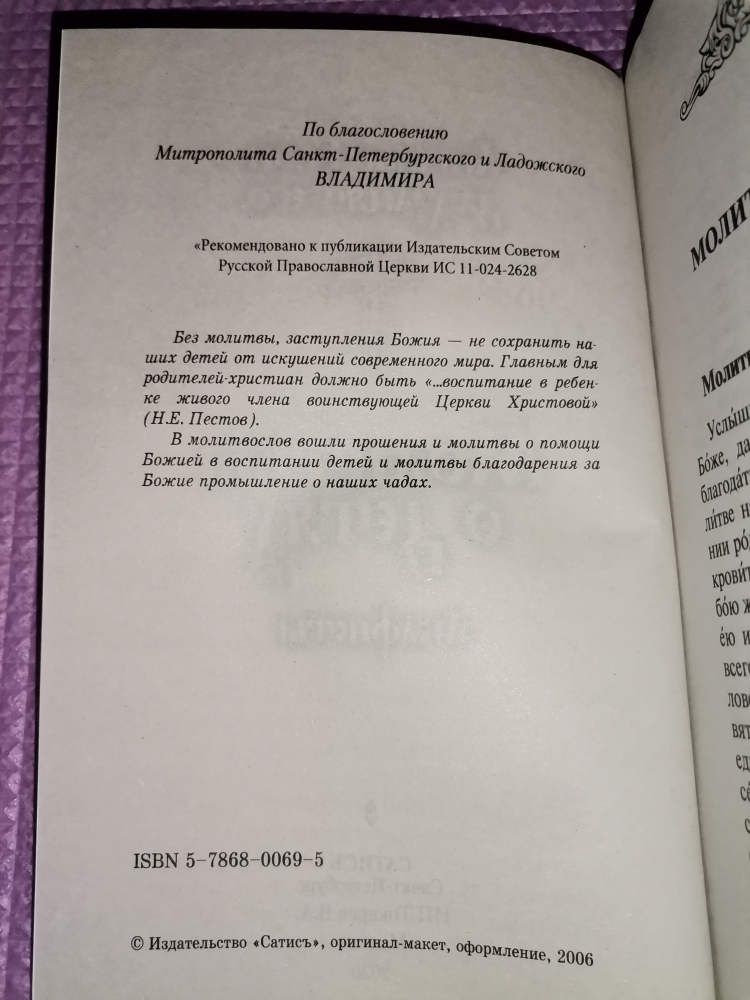 По благословению
Митрополита Санкт-Петербургского и Ладожского
ВЛАДИМИРА
«Рекомендовано к публикации Издательским Советом
Русской Православной Церкви ИС 11-024-2628
Без молитвы, заступления Божия — не сохранить на-
ших детей от искушений современного мира. Главным для
родителей-христиан должно быть «...воспитание в ребен-
ке живого члена воинствующей Церкви Христовой»
(Н.Е. Пестов).
В молитвослов вошли прошения и молитвы о помощи
Божией в воспитании детей и молитвы благодарения за
Божие промышление о наших чадах.
ISBN 5-7868-0069-5
© Издательство «Сатисъ», оригинал-макет, оформление, 2006
Боже, да